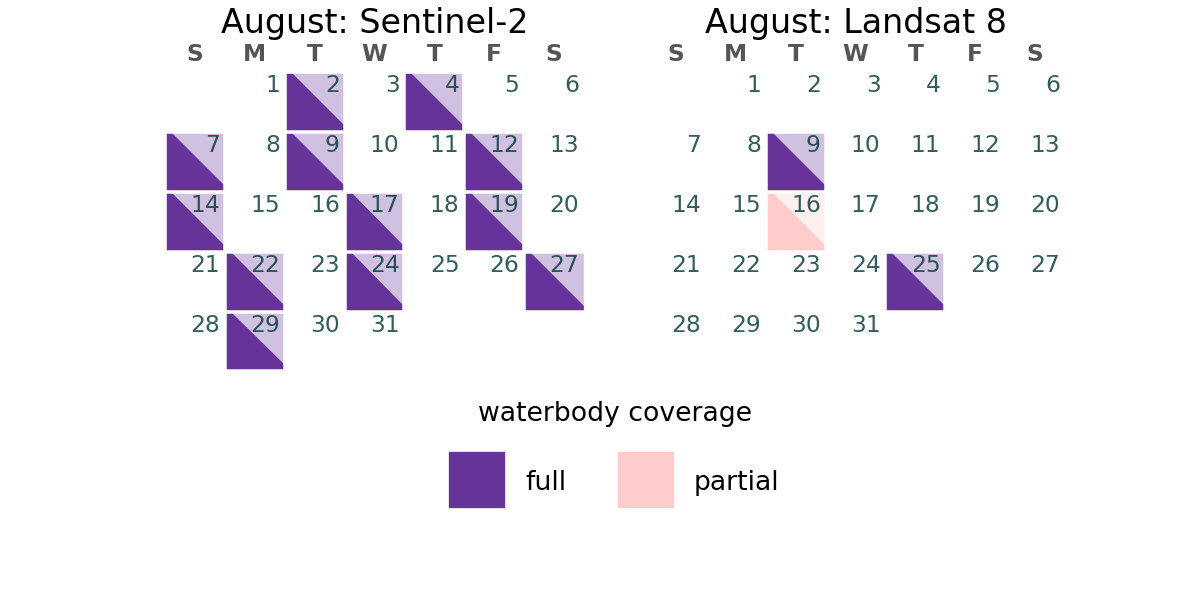 August: Sentinel-2
S M T W T F S
1 2 3 4 5 6
7 8 9 10 11 12 13
14 15 16 17 18 19 20
21 22 23 24 25 26 27
28 29 30 31
August: Landsat 8
S M T W T F S
1 2 3 4 5 6
7 8 9 10 11 12 13
14 15 16 17 18 19 20
21 22 23 24 25 26 27
28 29 30 31
waterbody coverage
full partial